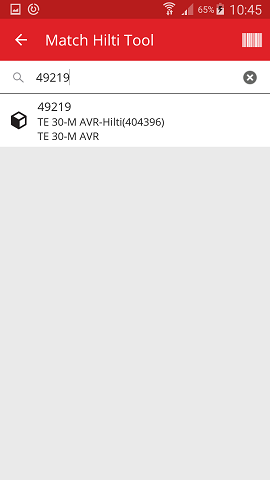 65% 10:45
Match Hilti Tool
49219
49219
TE 30-M AVR-Hilti(404396)
TE 30-M AVR